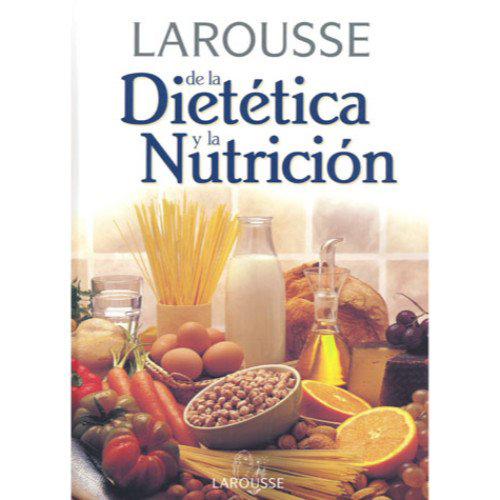 LAROUSSE
de la
Dietética
y la
Nutrición
LAROUSSE